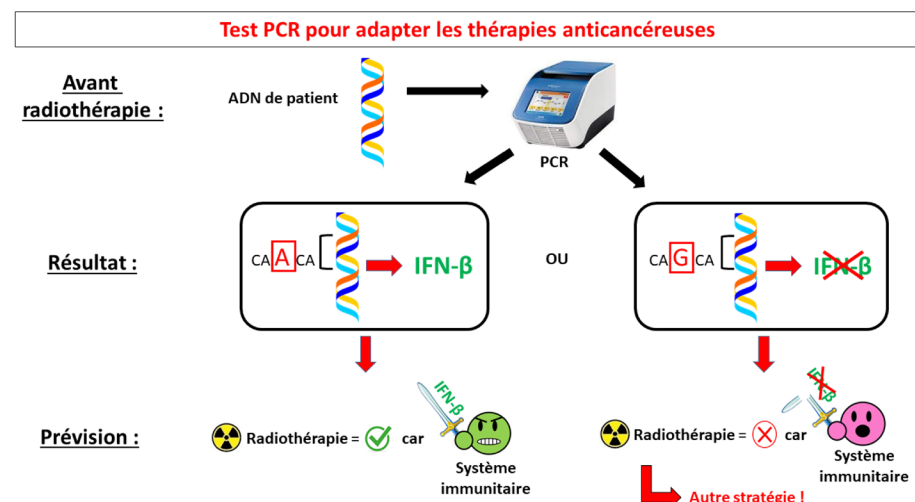 Test PCR pour adapter les thérapies anticancéreuses
Avant
radiothérapie :
ADN de patient
PCR
Résultat :
CA A CA
IFN-β
OU
CA G CA
IFN-β
Prévision :
Radiothérapie = car
IFN-β
Système
immunitaire
Radiothérapie = car
IFN-β
Système
immunitaire
Autre stratégie !